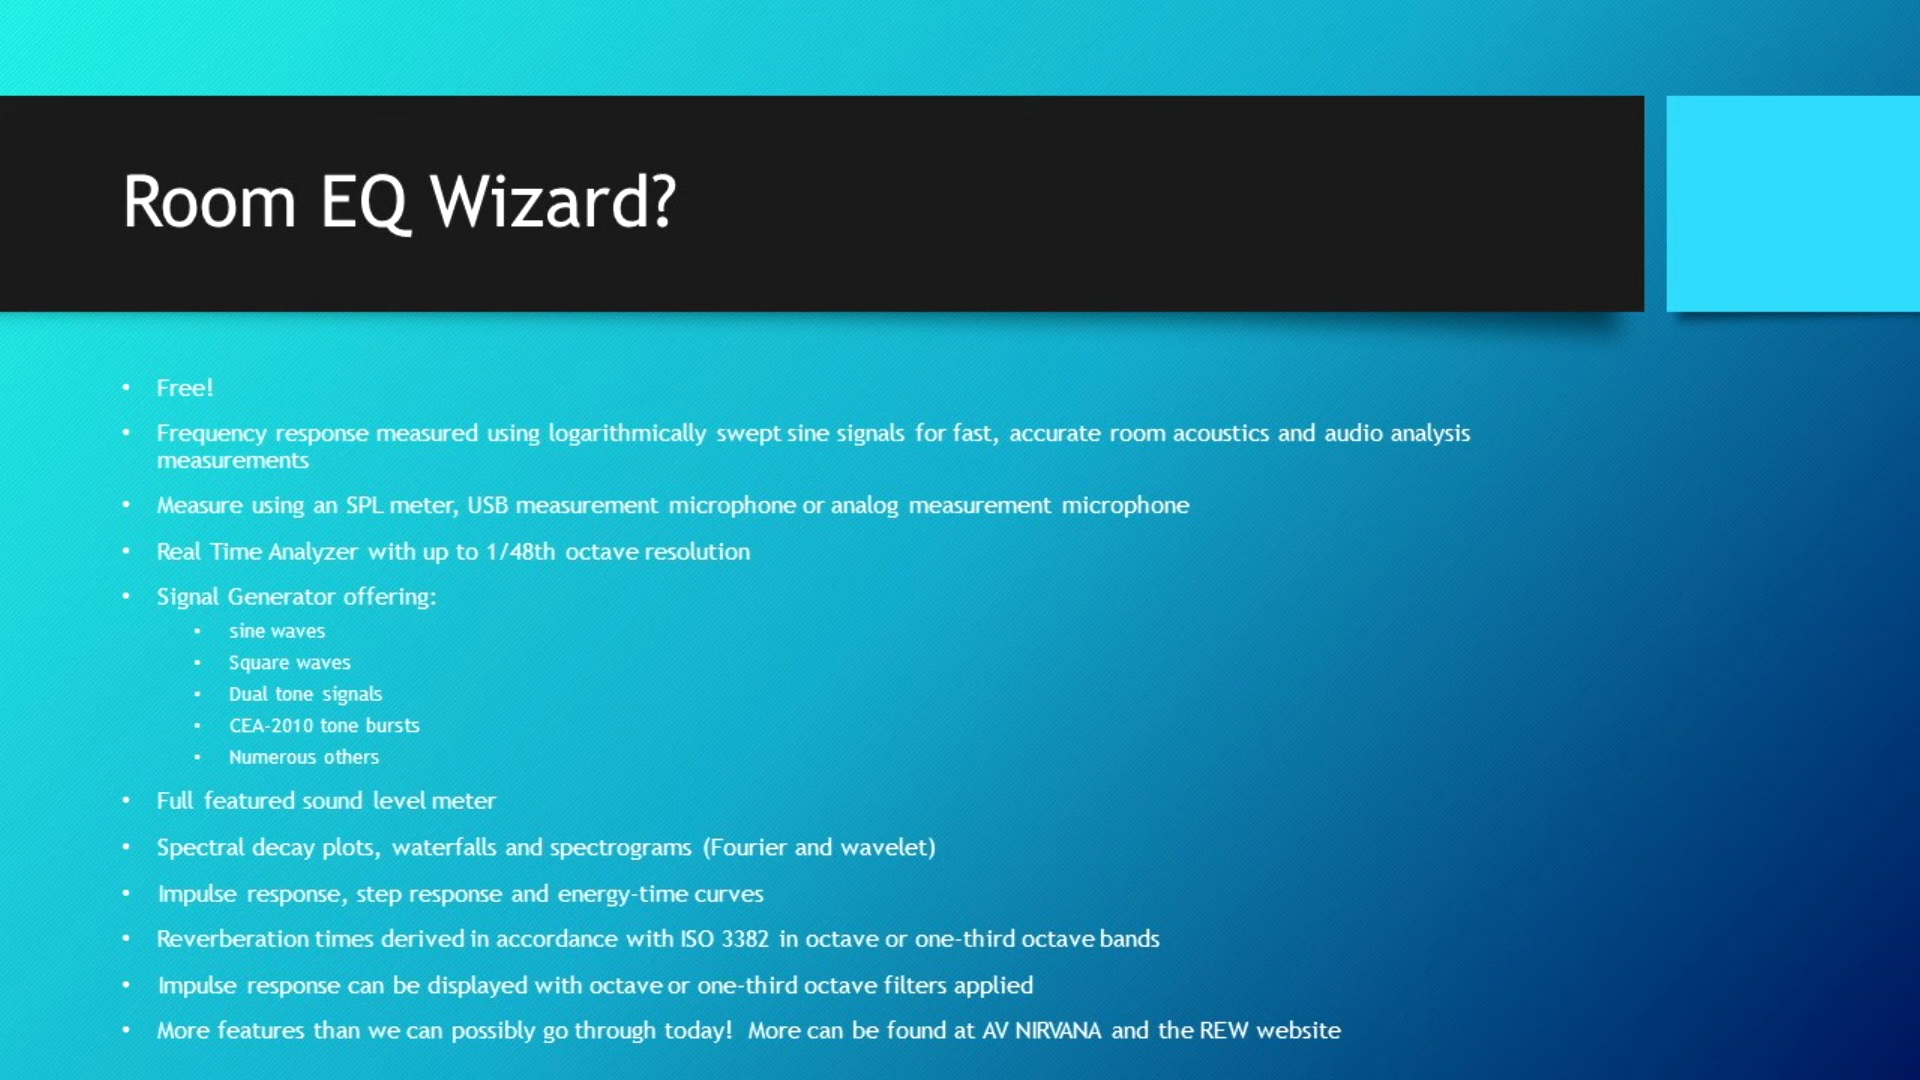 Room EQ Wizard?
• Free!
• Frequency response measured using logarithmically swept sine signals for fast, accurate room acoustics and audio analysis
measurements
• Measure using an SPL meter, USB measurement microphone or analog measurement microphone
• Real Time Analyzer with up to 1/48th octave resolution
• Signal Generator offering:
• sine waves
• Square waves
• Dual tone signals
• CEA-2010 tone bursts
• Numerous others
• Full featured sound level meter
• Spectral decay plots, waterfalls and spectrograms (Fourier and wavelet)
• Impulse response, step response and energy-time curves
• Reverberation times derived in accordance with ISO 3382 in octave or one-third octave bands
• Impulse response can be displayed with octave or one-third octave filters applied
• More features than we can possibly go through today! More can be found at AV NIRVANA and the REW website